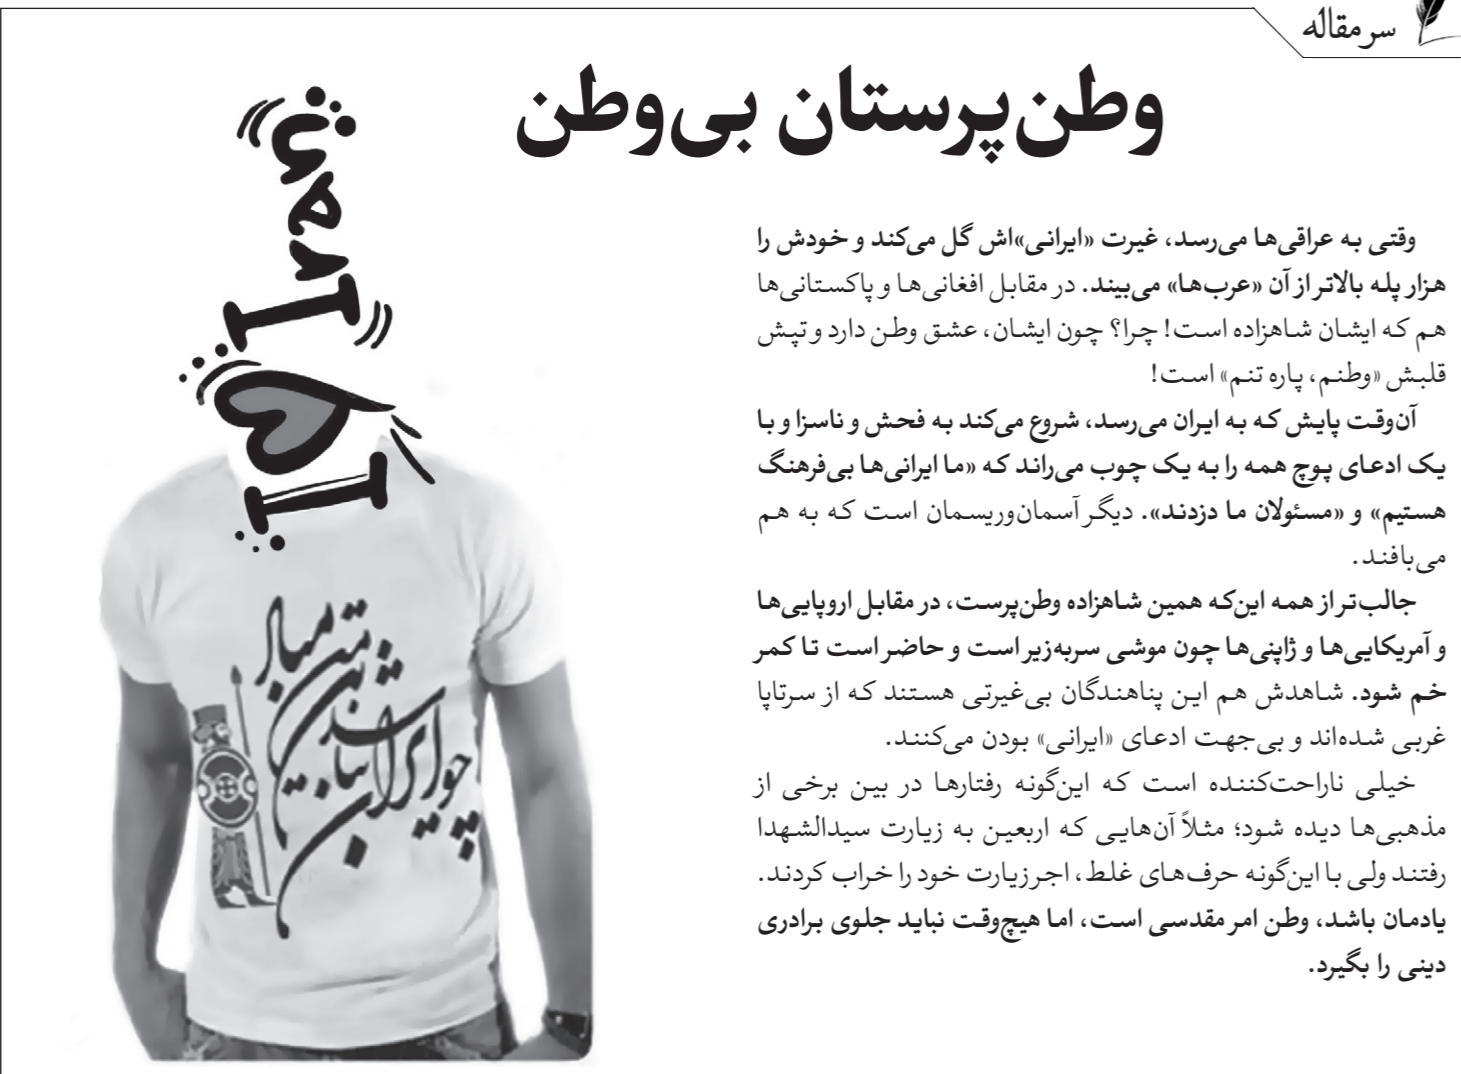 سرمقاله
وطن‌پرستان بی‌وطن
وقتی به عراقی‌ها می‌رسد، غیرت «ایرانی»اش گل می‌کند و خودش را
هزار پله بالاتر از آن «عرب‌ها» می‌بیند. در مقابل افغانی‌ها و پاکستانی‌ها
هم که ایشان شاهزاده است! چرا؟ چون ایشان، عشق وطن دارد و تپش
قلبش «وطنم، پاره تنم» است!
آن‌وقت پایش که به ایران می‌رسد، شروع می‌کند به فحش و ناسزا و با
یک ادعای پوچ همه را به یک چوب می‌راند که «ما ایرانی‌ها بی‌فرهنگ
هستیم» و «مسئولان ما دزدند». دیگر آسمان‌وریسمان است که به هم
می‌بافند.
جالب‌تر از همه این‌که همین شاهزاده وطن‌پرست، در مقابل اروپایی‌ها
و آمریکایی‌ها و ژاپنی‌ها چون موشی سربه‌زیر است و حاضر است تا کمر
خم شود. شاهدش هم این پناهندگان بی‌غیرتی هستند که از سرتاپا
غربی شده‌اند و بی‌جهت ادعای «ایرانی» بودن می‌کنند.
خیلی ناراحت‌کننده است که این‌گونه رفتارها در بین برخی از
مذهبی‌ها دیده شود؛ مثلاً آن‌هایی که اربعین به زیارت سیدالشهدا
رفتند ولی با این‌گونه حرف‌های غلط، اجر زیارت خود را خراب کردند.
یادمان باشد، وطن امر مقدسی است، اما هیچ‌وقت نباید جلوی برادری
دینی را بگیرد.
چو ایران نباشد تن من مباد